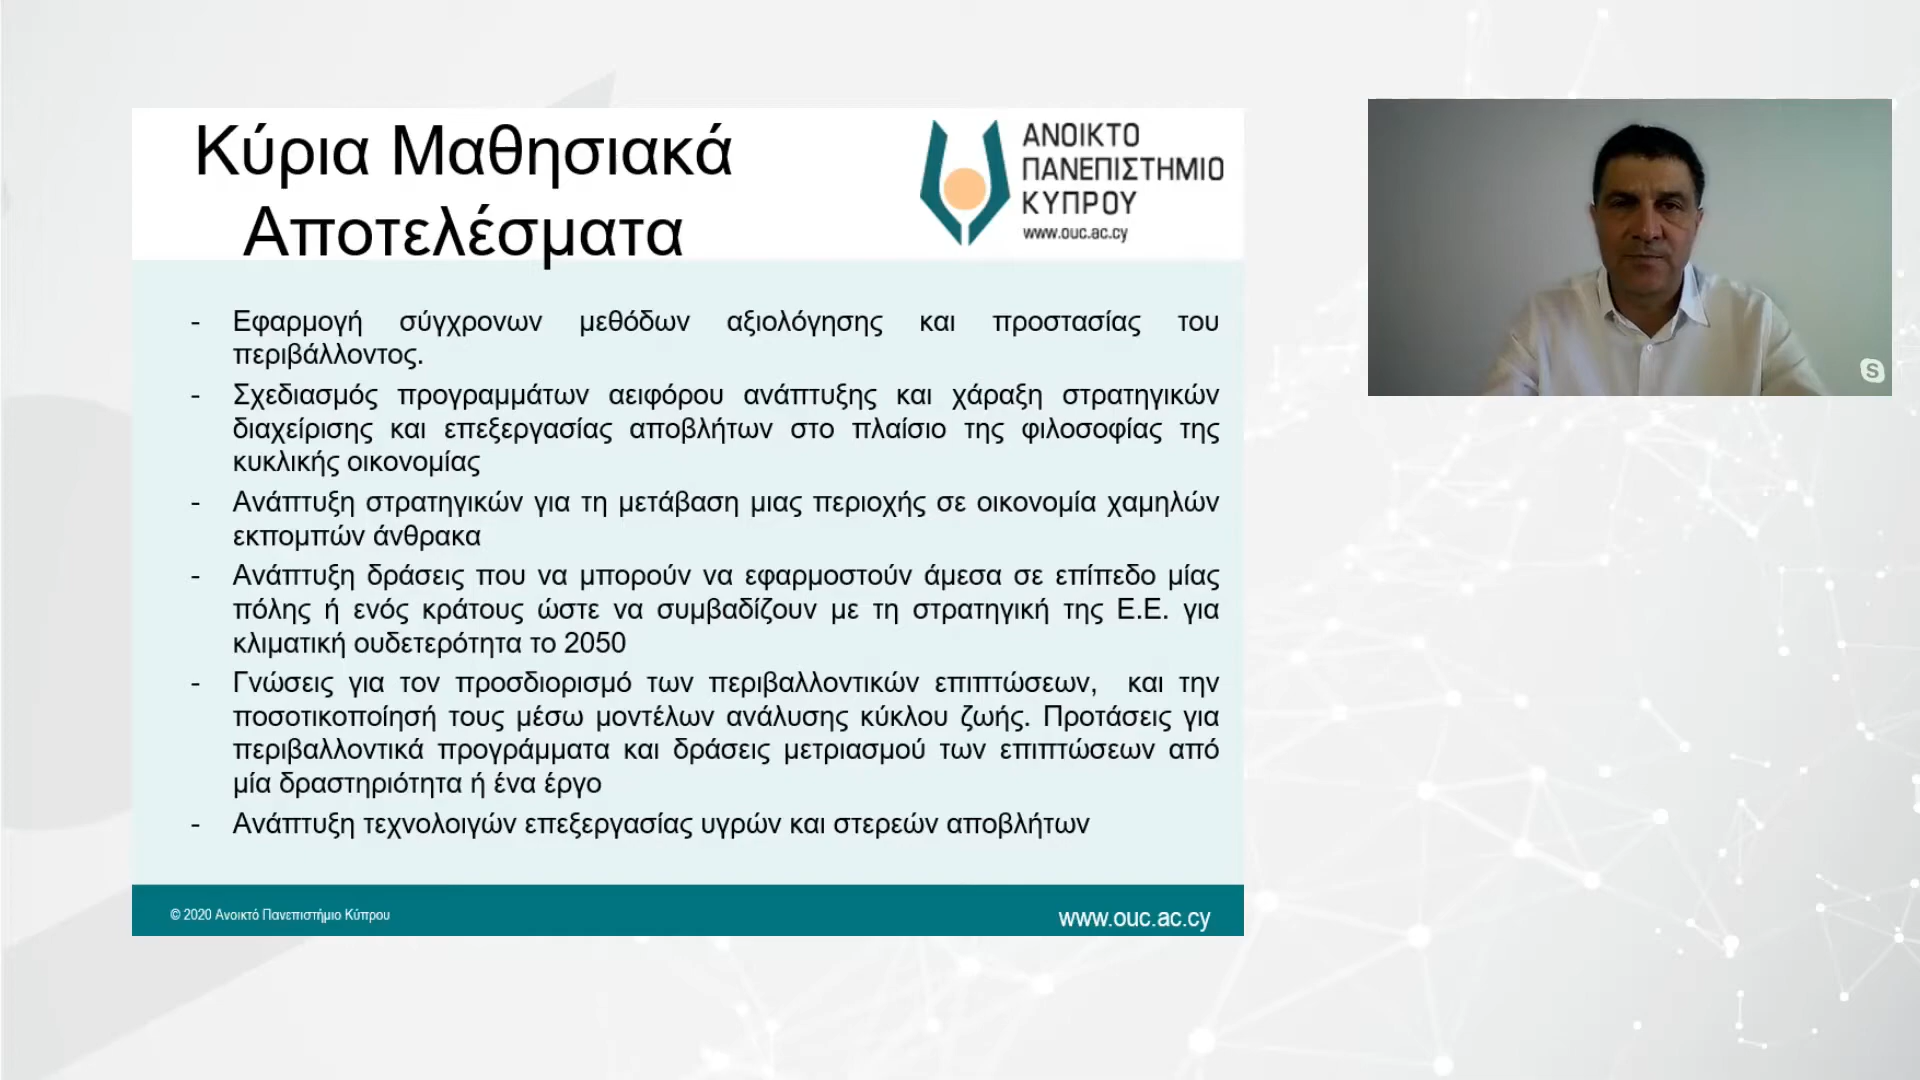 Κύρια Μαθησιακά
Αποτελέσματα
ΑΝΟΙΚΤΟ
ΠΑΝΕΠΙΣΤΗΜΙΟ
ΚΥΠΡΟΥ
www.ouc.ac.cy
- Εφαρμογή σύγχρονων μεθόδων αξιολόγησης και προστασίας του
περιβάλλοντος.
- Σχεδιασμός προγραμμάτων αειφόρου ανάπτυξης και χάραξη στρατηγικών
διαχείρισης και επεξεργασίας αποβλήτων στο πλαίσιο της φιλοσοφίας της
κυκλικής οικονομίας
- Ανάπτυξη στρατηγικών για τη μετάβαση μιας περιοχής σε οικονομία χαμηλών
εκπομπών άνθρακα
- Ανάπτυξη δράσεις που να μπορούν να εφαρμοστούν άμεσα σε επίπεδο μίας
πόλης ή ενός κράτους ώστε να συμβαδίζουν με τη στρατηγική της Ε.Ε. για
κλιματική ουδετερότητα το 2050
- Γνώσεις για τον προσδιορισμό των περιβαλλοντικών επιπτώσεων, και την
ποσοτικοποίησή τους μέσω μοντέλων ανάλυσης κύκλου ζωής. Προτάσεις για
περιβαλλοντικά προγράμματα και δράσεις μετριασμού των επιπτώσεων από
μία δραστηριότητα ή ένα έργο
- Ανάπτυξη τεχνολοιγών επεξεργασίας υγρών και στερεών αποβλήτων
© 2020 Ανοικτό Πανεπιστήμιο Κύπρου
www.ouc.ac.cy
S